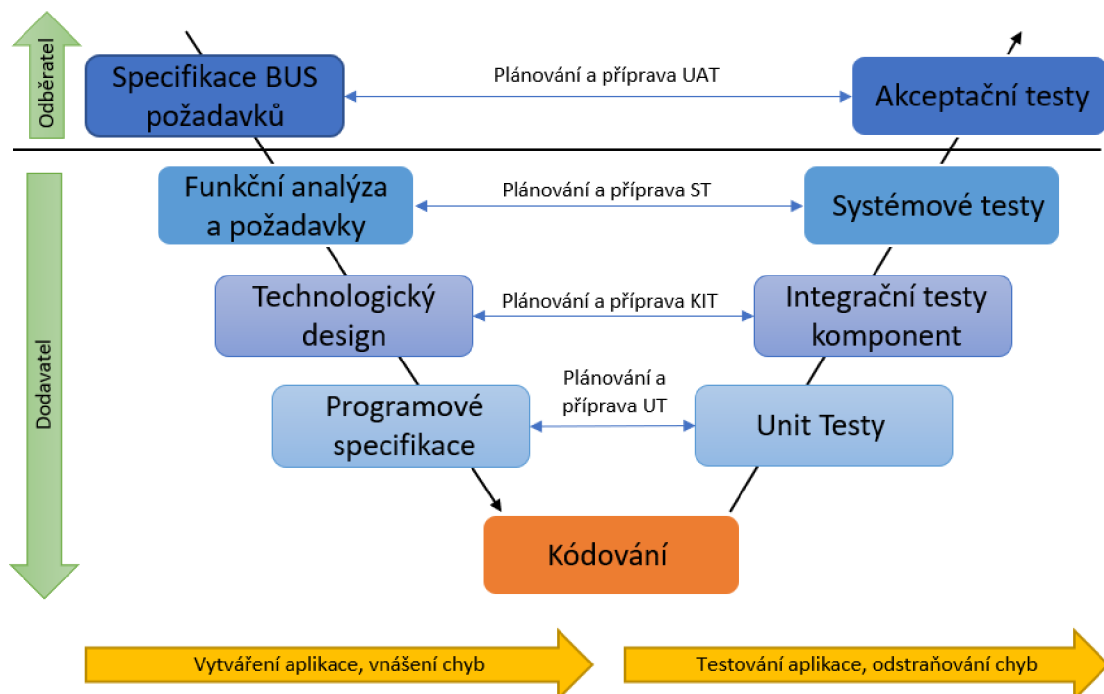 Odběratel
Specifikace BUS
požadavků
Plánování a příprava UAT
Akceptační testy
Dodavatel
Funkční analýza
a požadavky
Plánování a příprava ST
Systémové testy
Technologický
design
Plánování a příprava KIT
Integrační testy
komponent
Programové
specifikace
Plánování a
příprava UT
Unit Testy
Kódování
Vytváření aplikace, vnášení chyb
Testování aplikace, odstraňování chyb